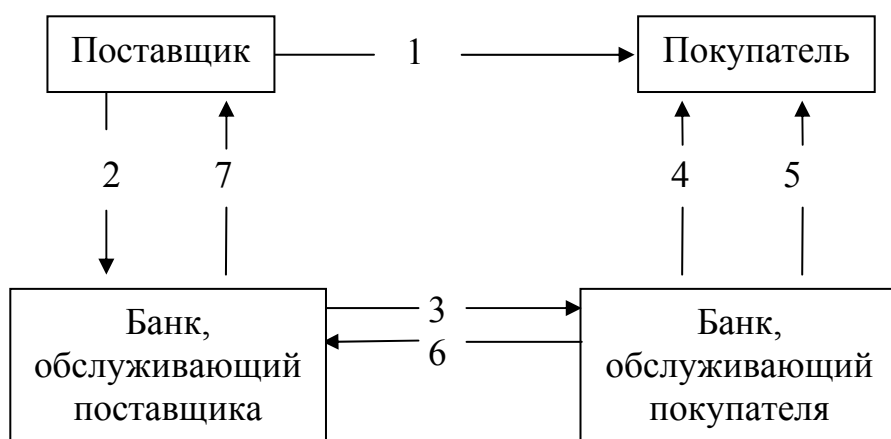 Поставщик 1 Покупатель
2 7 4 5
Банк, обслуживающий поставщика
3
6
Банк, обслуживающий покупателя